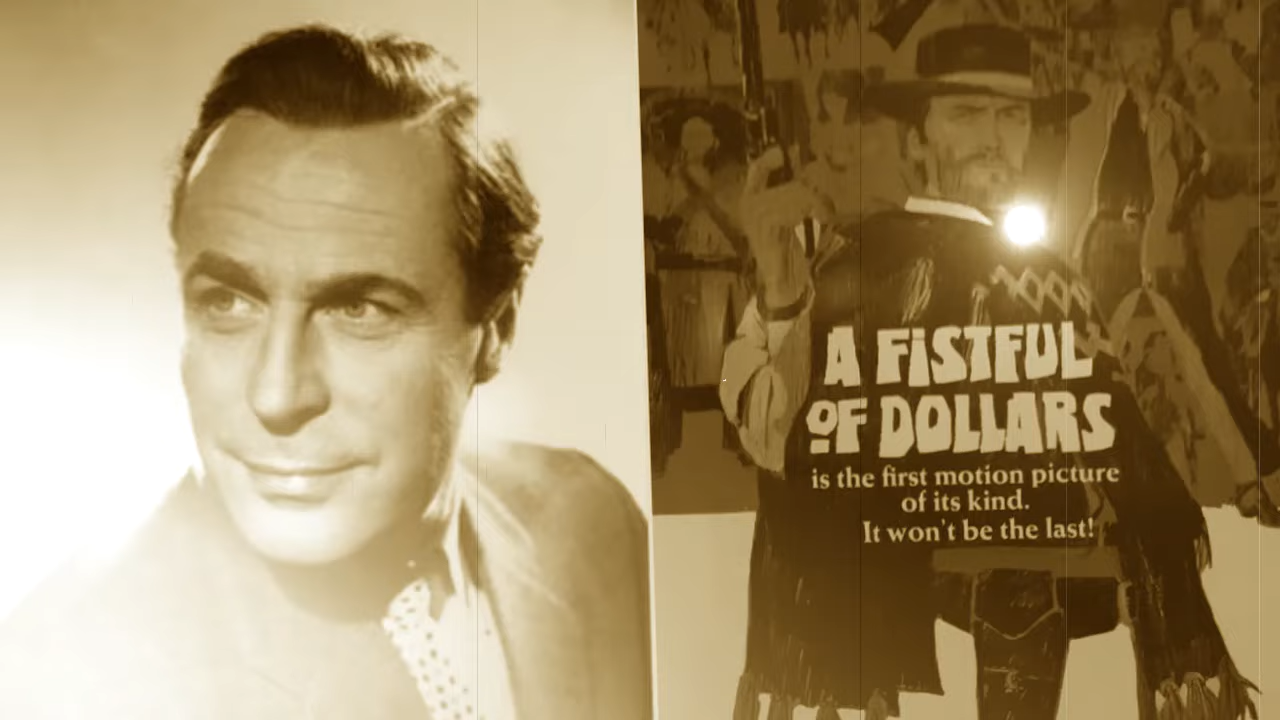 A FiSTFUL
OF DOLLARS
is the first motion picture
of its kind.
It won't be the last!